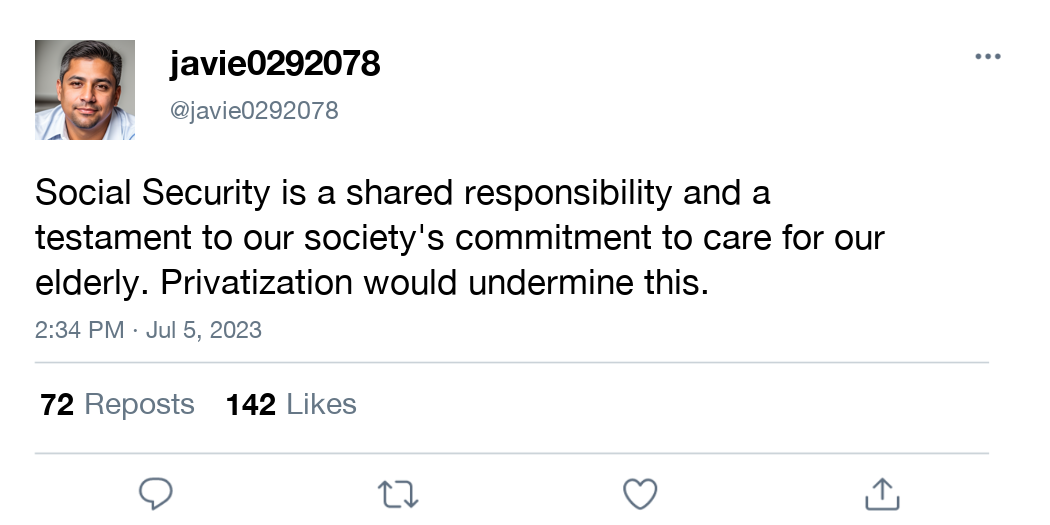 javie0292078
@javie0292078
Social Security is a shared responsibility and a
testament to our society's commitment to care for our
elderly. Privatization would undermine this.
2:34 PM · Jul 5, 2023
72 Reposts 142 Likes